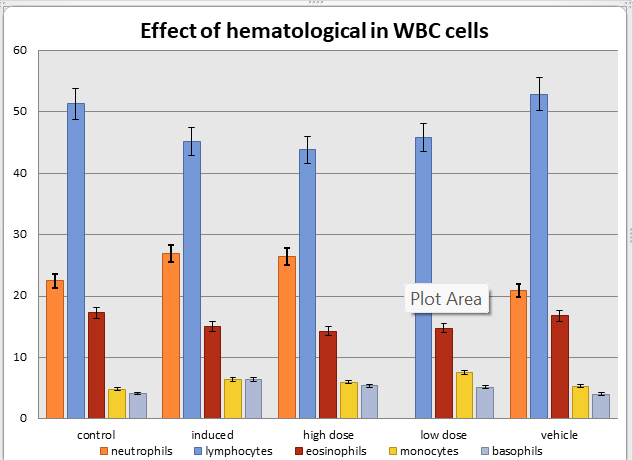 Effect of hematological in WBC cells
60
50
40
30
20
10
0
Plot Area
control induced high dose low dose vehicle
neutrophils lymphocytes eosinophils monocytes basophils